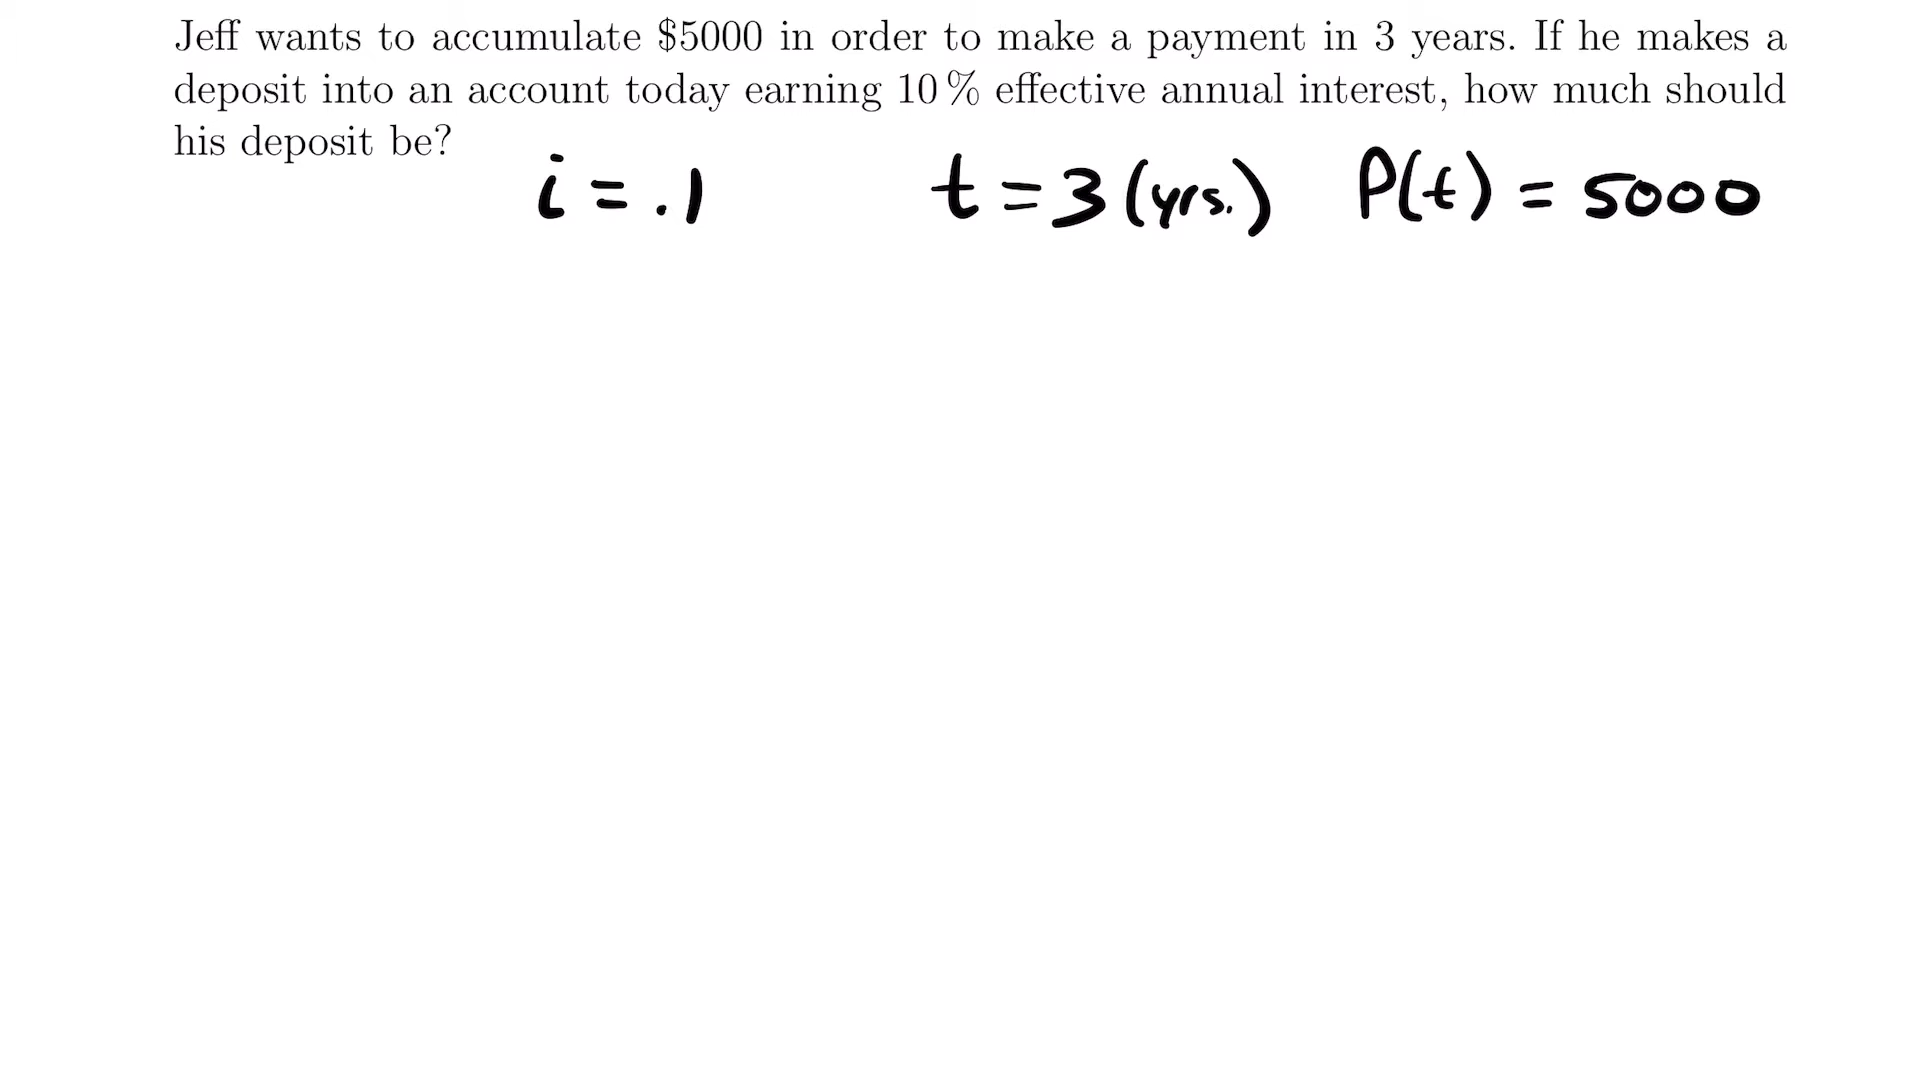 Jeff wants to accumulate $5000 in order to make a payment in 3 years. If he makes a
deposit into an account today earning 10 % effective annual interest, how much should
his deposit be?
i = .1 t = 3 (yrs.) P(t) = 5000